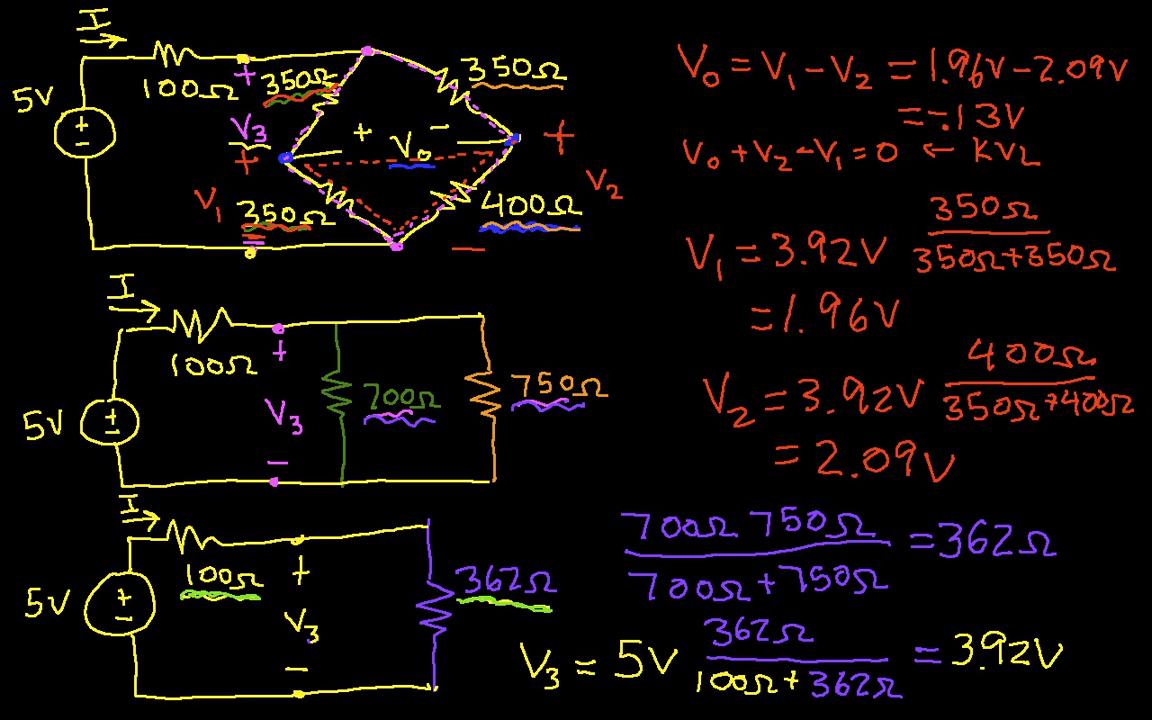 I
5V
100Ω
+
350Ω
350Ω
V3
+ − V0
+
V1
350Ω
−
400Ω
+
V2
−
I
5V
100Ω
+
V3
−
700Ω
750Ω
I
5V
100Ω
+
V3
−
362Ω
V0 = V1 − V2 = 1.96V − 2.09V
= −.13V
V0 + V2 − V1 = 0 ← KVL
V1 = 3.92V 350Ω / 350Ω+350Ω
= 1.96V
V2 = 3.92V 400Ω / 350Ω+400Ω
= 2.09V
700Ω 750Ω / 700Ω+750Ω = 362Ω
V3 = 5V 362Ω / 100Ω+362Ω = 3.92V